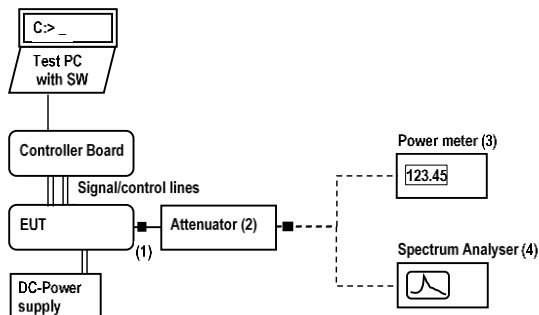 C:> _
Test PC
with SW
Controller Board
Signal/control lines
EUT
(1)
Attenuator (2)
Power meter (3)
123.45
Spectrum Analyser (4)
DC-Power
supply